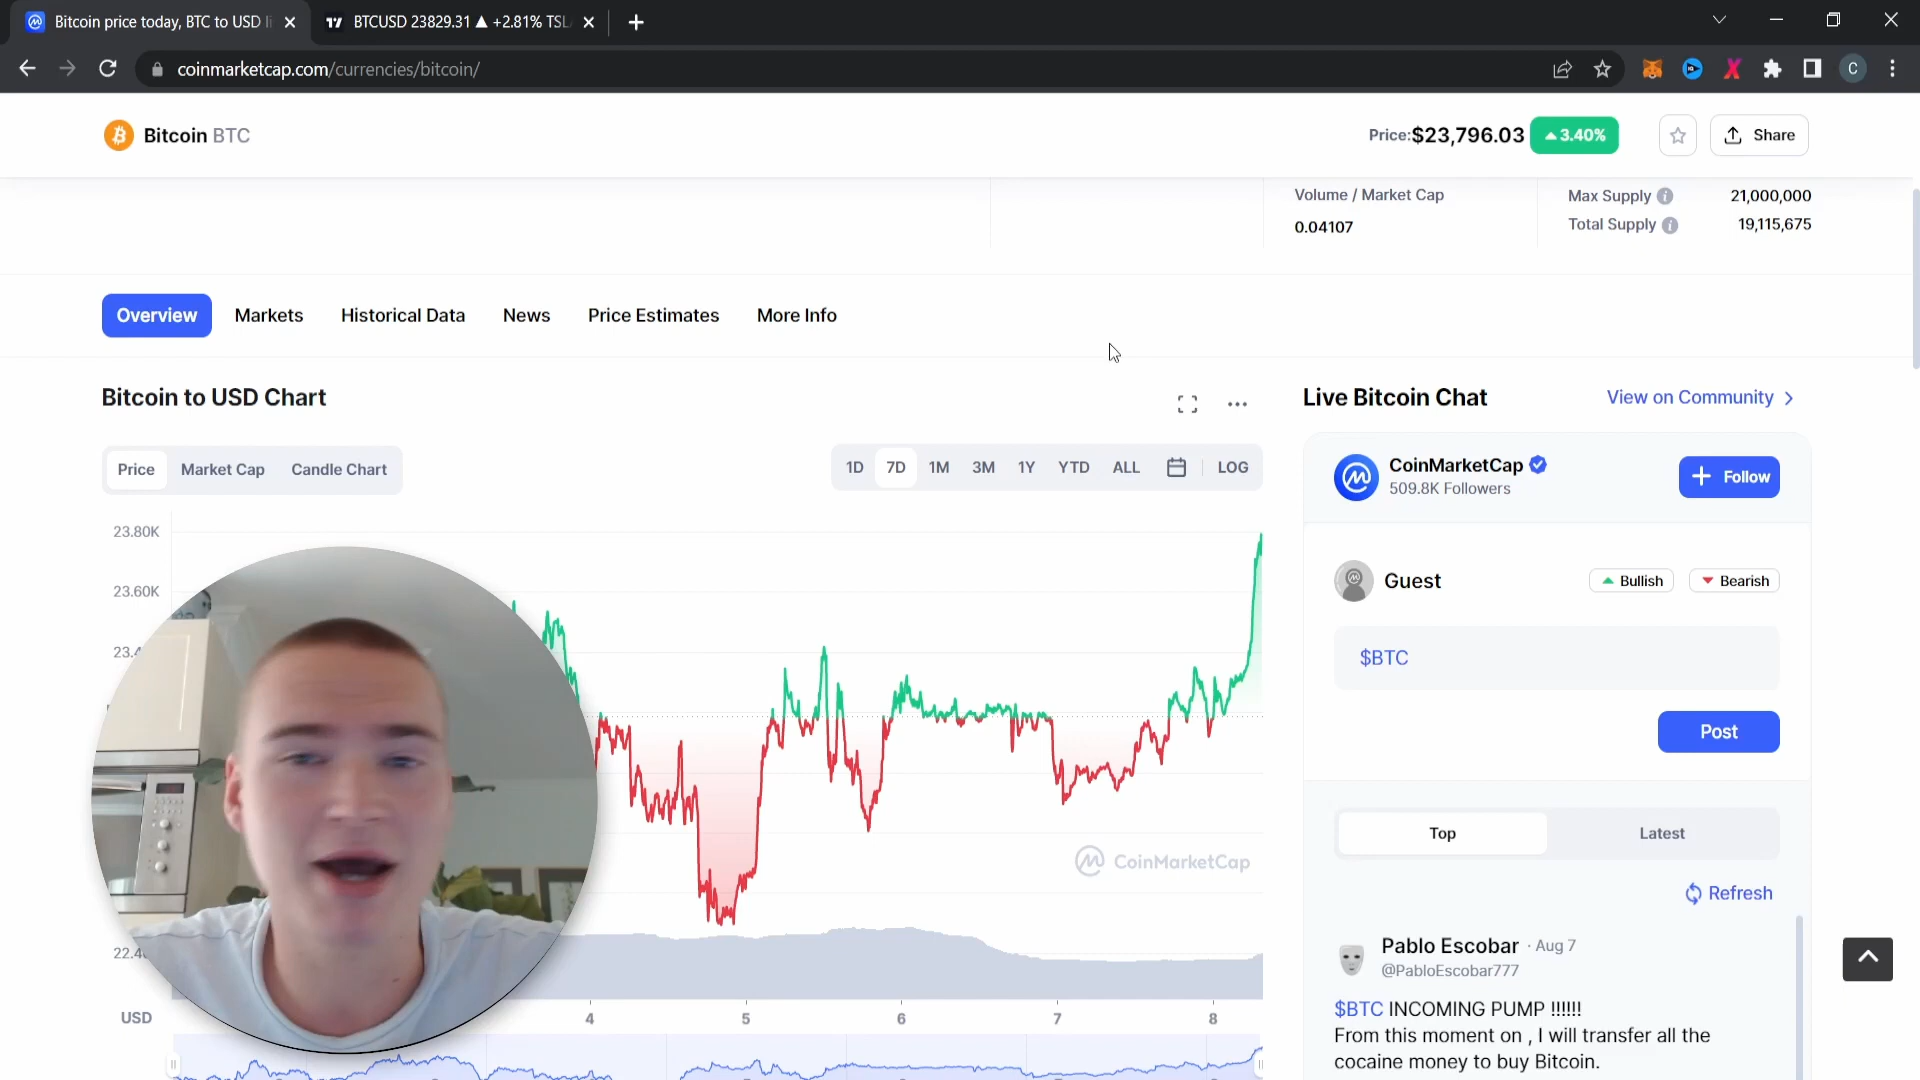 Bitcoin price today, BTC to USD li
BTCUSD 23829.31 ▲ +2.81% TSL
coinmarketcap.com/currencies/bitcoin/
C
Bitcoin BTC
Price:$23,796.03 3.40%
Share
Volume / Market Cap
0.04107
Max Supply 21,000,000
Total Supply 19,115,675
Overview Markets Historical Data News Price Estimates More Info
Bitcoin to USD Chart
Price Market Cap Candle Chart
1D 7D 1M 3M 1Y YTD ALL LOG
23.80K
23.60K
23.4
22.4
CoinMarketCap
USD 4 5 6 7 8
Live Bitcoin Chat
View on Community
CoinMarketCap
509.8K Followers
+ Follow
Guest
Bullish
Bearish
$BTC
Post
Top
Latest
Refresh
Pablo Escobar · Aug 7
@PabloEscobar777
$BTC INCOMING PUMP !!!!!!
From this moment on , I will transfer all the
cocaine money to buy Bitcoin.